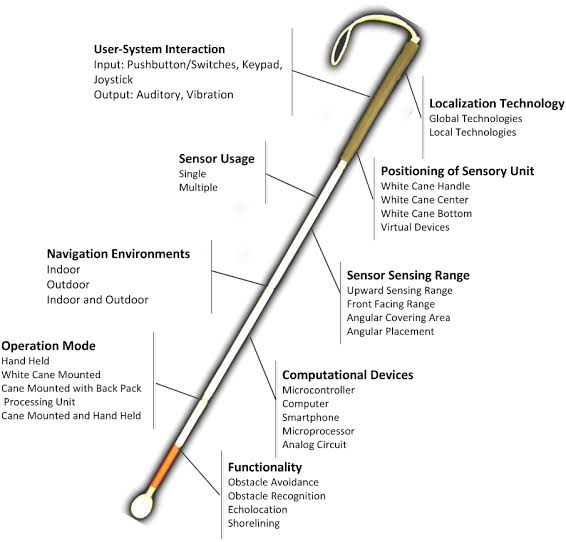 User-System Interaction
Input: Pushbutton/Switches, Keypad,
Joystick
Output: Auditory, Vibration
Localization Technology
Global Technologies
Local Technologies
Sensor Usage
Single
Multiple
Positioning of Sensory Unit
White Cane Handle
White Cane Center
White Cane Bottom
Virtual Devices
Navigation Environments
Indoor
Outdoor
Indoor and Outdoor
Sensor Sensing Range
Upward Sensing Range
Front Facing Range
Angular Covering Area
Angular Placement
Operation Mode
Hand Held
White Cane Mounted
Cane Mounted with Back Pack
Processing Unit
Cane Mounted and Hand Held
Computational Devices
Microcontroller
Computer
Smartphone
Microprocessor
Analog Circuit
Functionality
Obstacle Avoidance
Obstacle Recognition
Echolocation
Shorelining